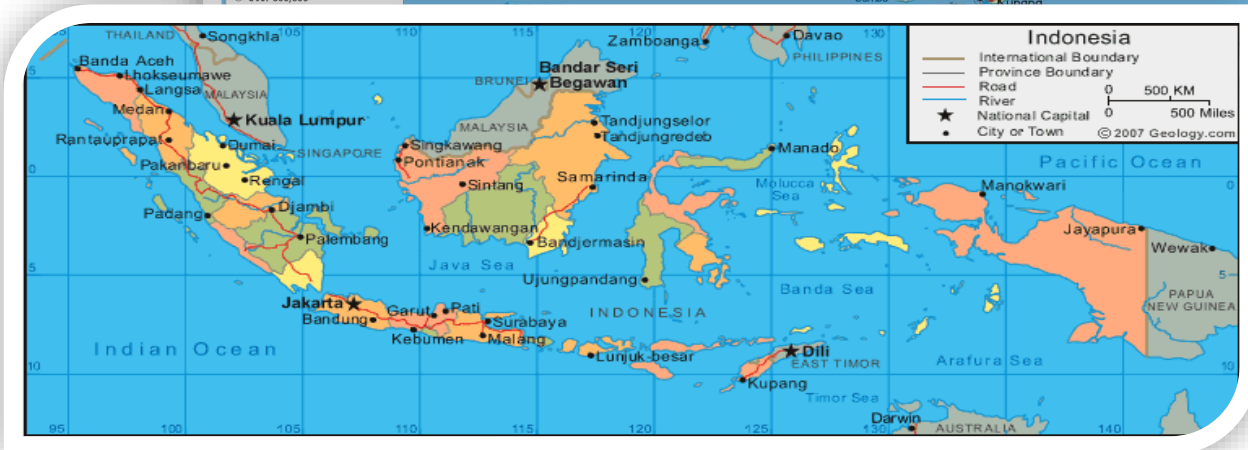 Kupang
95
THAILAND
Songkhla
105
110
115
120
Zamboanga
Davao
130
PHILIPPINES
Indonesia
International Boundary
Province Boundary
Road
River
National Capital
City or Town
0 500 KM
0 500 Miles
© 2007 Geology.com
Banda Aceh
Lhokseumawe
Langsa
5
MALAYSIA
Medan
Kuala Lumpur
Bandar Seri
Begawan
BRUNEI
MALAYSIA
Tandjungselor
Tandjungredeb
Rantauprapat
Dumai
SINGAPORE
Singkawang
Pontianak
Manado
Pacific Ocean
Pakanbaru
Rengal
0
Sintang
Samarinda
Molucca
Sea
Manokwari
0
Padang
Djambi
Palembang
Kendawangan
Bandjermasin
Jayapura
Wewak
Java Sea
5
Ujungpandang
Banda Sea
5
Jakarta
Bandung
Garut
Pati
Surabaya
Kebumen
Malang
INDONESIA
PAPUA
NEW GUINEA
Indian Ocean
Lunjuk-besar
Dili
EAST TIMOR
Arafura Sea
10
10
Kupang
Timor Sea
Darwin
AUSTRALIA
95
100
105
110
115
120
125
130
140